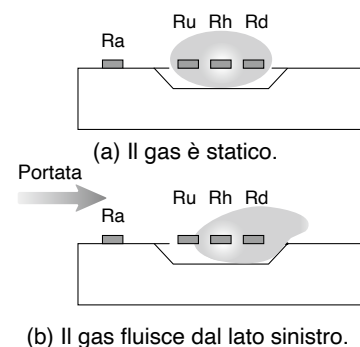 Ru Rh Rd
Ra
(a) Il gas è statico.
Portata
Ru Rh Rd
Ra
(b) Il gas fluisce dal lato sinistro.